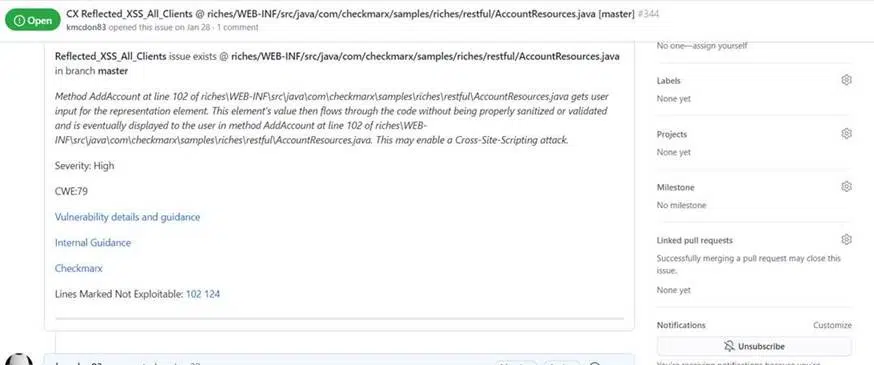 Open
CX Reflected_XSS_All_Clients @ riches/WEB-INF/src/java/com/checkmarx/samples/riches/restful/AccountResources.java [master] #344
kmcdon83 opened this issue on Jan 28 · 1 comment
Reflected_XSS_All_Clients issue exists @ riches/WEB-INF/src/java/com/checkmarx/samples/riches/restful/AccountResources.java
in branch master
Method AddAccount at line 102 of riches\WEB-INF\src\java\com\checkmarx\samples\riches\restful\AccountResources.java gets user
input for the representation element. This element's value then flows through the code without being properly sanitized or validated
and is eventually displayed to the user in method AddAccount at line 102 of riches\WEB-
INF\src\java\com\checkmarx\samples\riches\restful\AccountResources.java. This may enable a Cross-Site-Scripting attack.
Severity: High
CWE:79
Vulnerability details and guidance
Internal Guidance
Checkmarx
Lines Marked Not Exploitable: 102 124
No one—assign yourself
Labels
None yet
Projects
None yet
Milestone
No milestone
Linked pull requests
Successfully merging a pull request may close this
issue.
None yet
Notifications
Customize
Unsubscribe
You're receiving notifications because you're